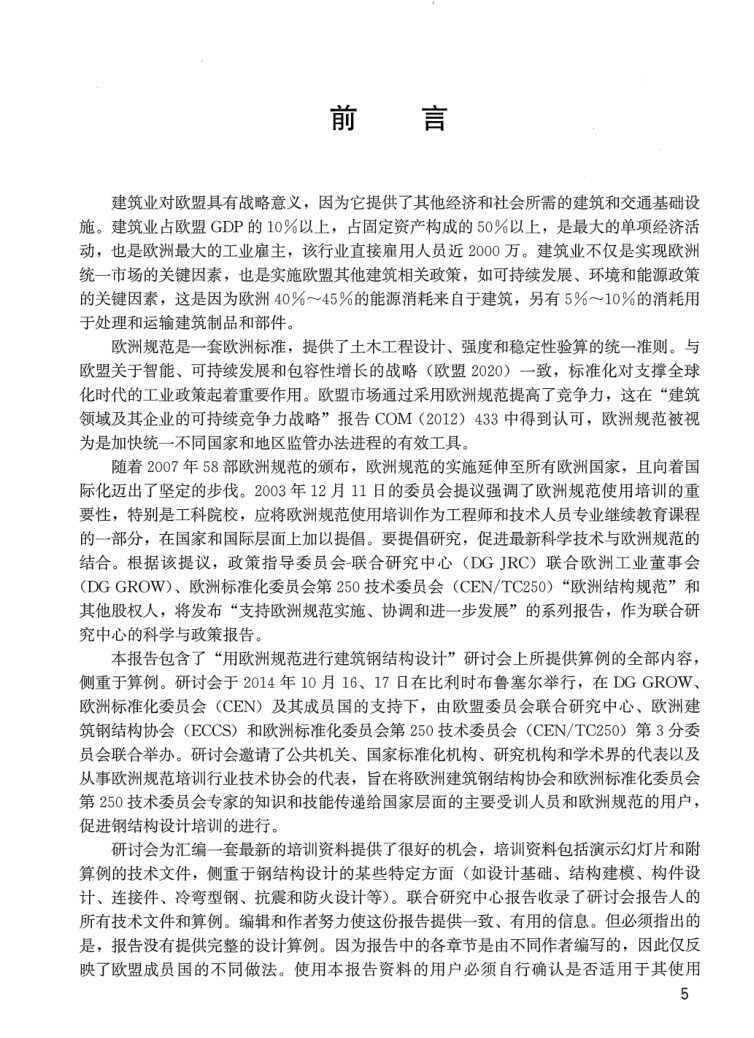 前　　言
建筑业对欧盟具有战略意义，因为它提供了其他经济和社会所需的建筑和交通基础设
施。建筑业占欧盟 GDP 的 10％以上，占固定资产构成的 50％以上，是最大的单项经济活
动，也是欧洲最大的工业雇主，该行业直接雇用人员近 2000 万。建筑业不仅是实现欧洲
统一市场的关键因素，也是实施欧盟其他建筑相关政策，如可持续发展、环境和能源政策
的关键因素，这是因为欧洲 40％～45％的能源消耗来自于建筑，另有 5％～10％的消耗用
于处理和运输建筑制品和部件。
欧洲规范是一套欧洲标准，提供了土木工程设计、强度和稳定性验算的统一准则。与
欧盟关于智能、可持续发展和包容性增长的战略（欧盟 2020）一致，标准化对支撑全球
化时代的工业政策起着重要作用。欧盟市场通过采用欧洲规范提高了竞争力，这在“建筑
领域及其企业的可持续竞争力战略”报告 COM（2012）433 中得到认可，欧洲规范被视
为是加快统一不同国家和地区监管办法进程的有效工具。
随着 2007 年 58 部欧洲规范的颁布，欧洲规范的实施延伸至所有欧洲国家，且向着国
际化迈出了坚定的步伐。2003 年 12 月 11 日的委员会提议强调了欧洲规范使用培训的重
要性，特别是工科院校，应将欧洲规范使用培训作为工程师和技术人员专业继续教育课程
的一部分，在国家和国际层面上加以提倡。要提倡研究，促进最新科学技术与欧洲规范的
结合。根据该提议，政策指导委员会-联合研究中心（DG JRC）联合欧洲工业董事会
（DG GROW）、欧洲标准化委员会第 250 技术委员会（CEN/TC250）“欧洲结构规范”和
其他股权人，将发布“支持欧洲规范实施、协调和进一步发展”的系列报告，作为联合研
究中心的科学与政策报告。
本报告包含了“用欧洲规范进行建筑钢结构设计”研讨会上所提供算例的全部内容，
侧重于算例。研讨会于 2014 年 10 月 16、17 日在比利时布鲁塞尔举行，在 DG GROW、
欧洲标准化委员会（CEN）及其成员国的支持下，由欧盟委员会联合研究中心、欧洲建
筑钢结构协会（ECCS）和欧洲标准化委员会第 250 技术委员会（CEN/TC250）第 3 分委
员会联合举办。研讨会邀请了公共机关、国家标准化机构、研究机构和学术界的代表以及
从事欧洲规范培训行业技术协会的代表，旨在将欧洲建筑钢结构协会和欧洲标准化委员会
第 250 技术委员会专家的知识和技能传递给国家层面的主要受训人员和欧洲规范的用户，
促进钢结构设计培训的进行。
研讨会为汇编一套最新的培训资料提供了很好的机会，培训资料包括演示幻灯片和附
算例的技术文件，侧重于钢结构设计的某些特定方面（如设计基础、结构建模、构件设
计、连接件、冷弯型钢、抗震和防火设计等）。联合研究中心报告收录了研讨会报告人的
所有技术文件和算例。编辑和作者努力使这份报告提供一致、有用的信息。但必须指出的
是，报告没有提供完整的设计算例。因为报告中的各章节是由不同作者编写的，因此仅反
映了欧盟成员国的不同做法。使用本报告资料的用户必须自行确认是否适用于其使用
5